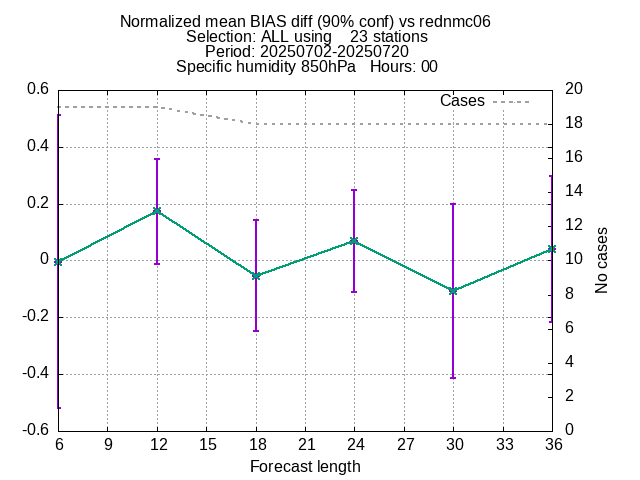 Normalized mean BIAS diff (90% conf) vs rednmc06
Selection: ALL using    23 stations
Period: 20250702-20250720
Specific humidity 850hPa   Hours: 00
Cases
0.6
0.4
0.2
0
-0.2
-0.4
-0.6
20
18
16
14
12
10
8
6
4
2
0
No cases
6 9 12 15 18 21 24 27 30 33 36
Forecast length